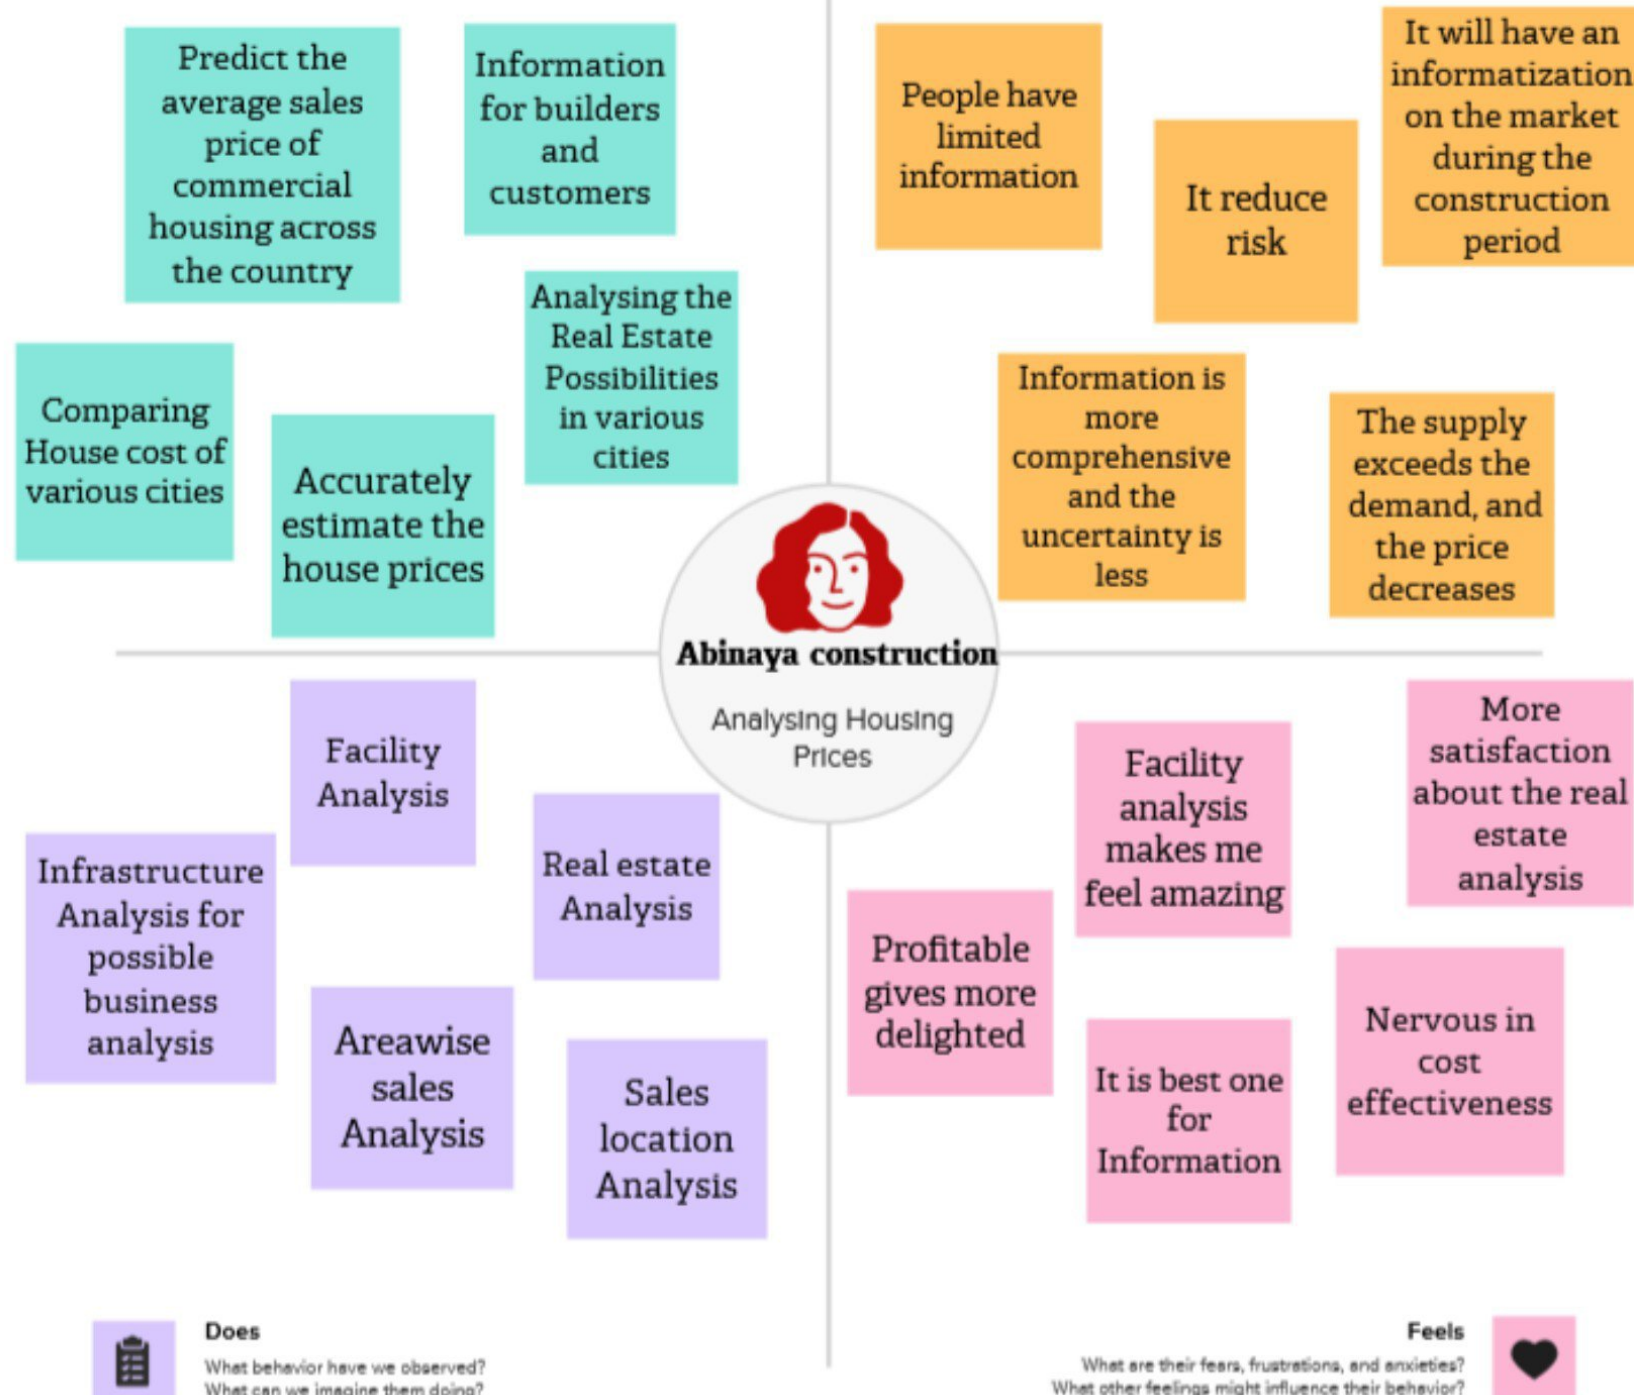 Predict the
average sales
price of
commercial
housing across
the country
Information
for builders
and
customers
Analysing the
Real Estate
Possibilities
in various
cities
Comparing
House cost of
various cities
Accurately
estimate the
house prices
People have
limited
information
It reduce
risk
It will have an
informatization
on the market
during the
construction
period
Information is
more
comprehensive
and the
uncertainty is
less
The supply
exceeds the
demand, and
the price
decreases
Abinaya construction
Analysing Housing
Prices
Facility
Analysis
Real estate
Analysis
Infrastructure
Analysis for
possible
business
analysis
Areawise
sales
Analysis
Sales
location
Analysis
Facility
analysis
makes me
feel amazing
More
satisfaction
about the real
estate
analysis
Profitable
gives more
delighted
It is best one
for
Information
Nervous in
cost
effectiveness
Does
What behavior have we observed?
What can we imagine them doing?
Feels
What are their fears, frustrations, and anxieties?
What other feelings might influence their behavior?